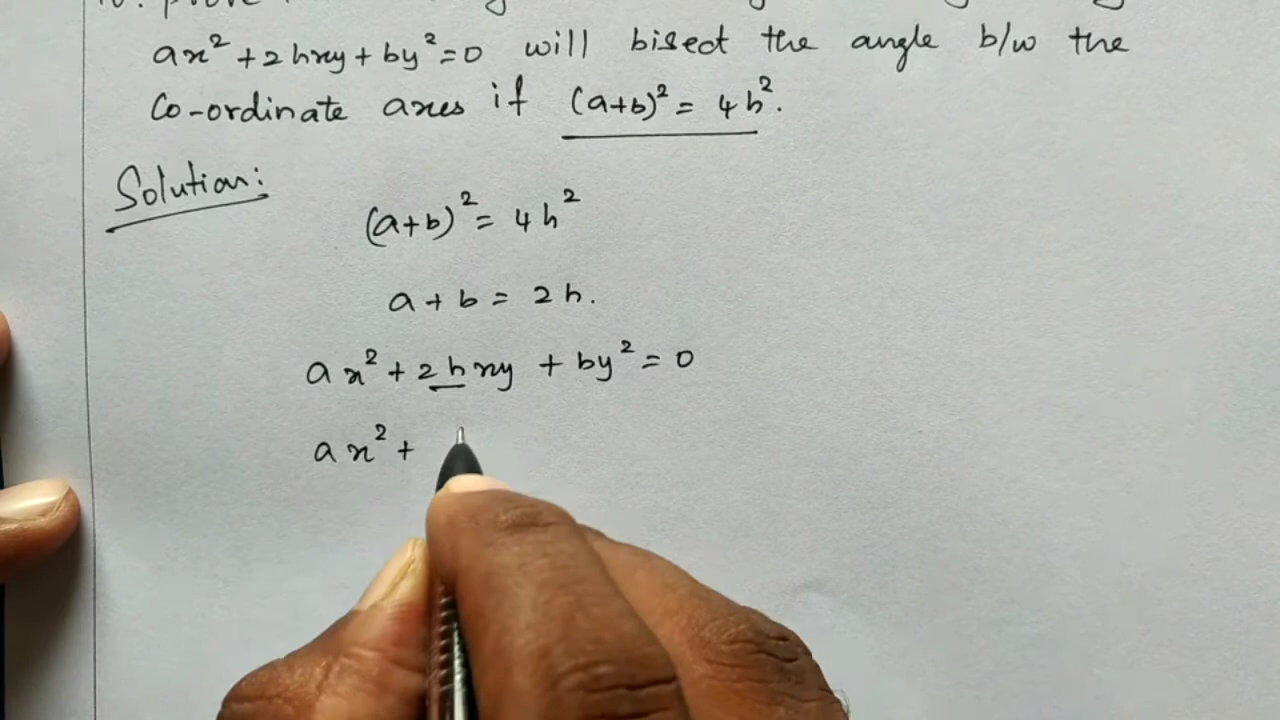 prove
ax² + 2hxy + by² = 0 will bisect the angle b/w the
Co-ordinate axes if (a+b)² = 4h².
Solution:
(a+b)² = 4h²
a + b = 2h.
ax² + 2hxy + by² = 0
ax² +